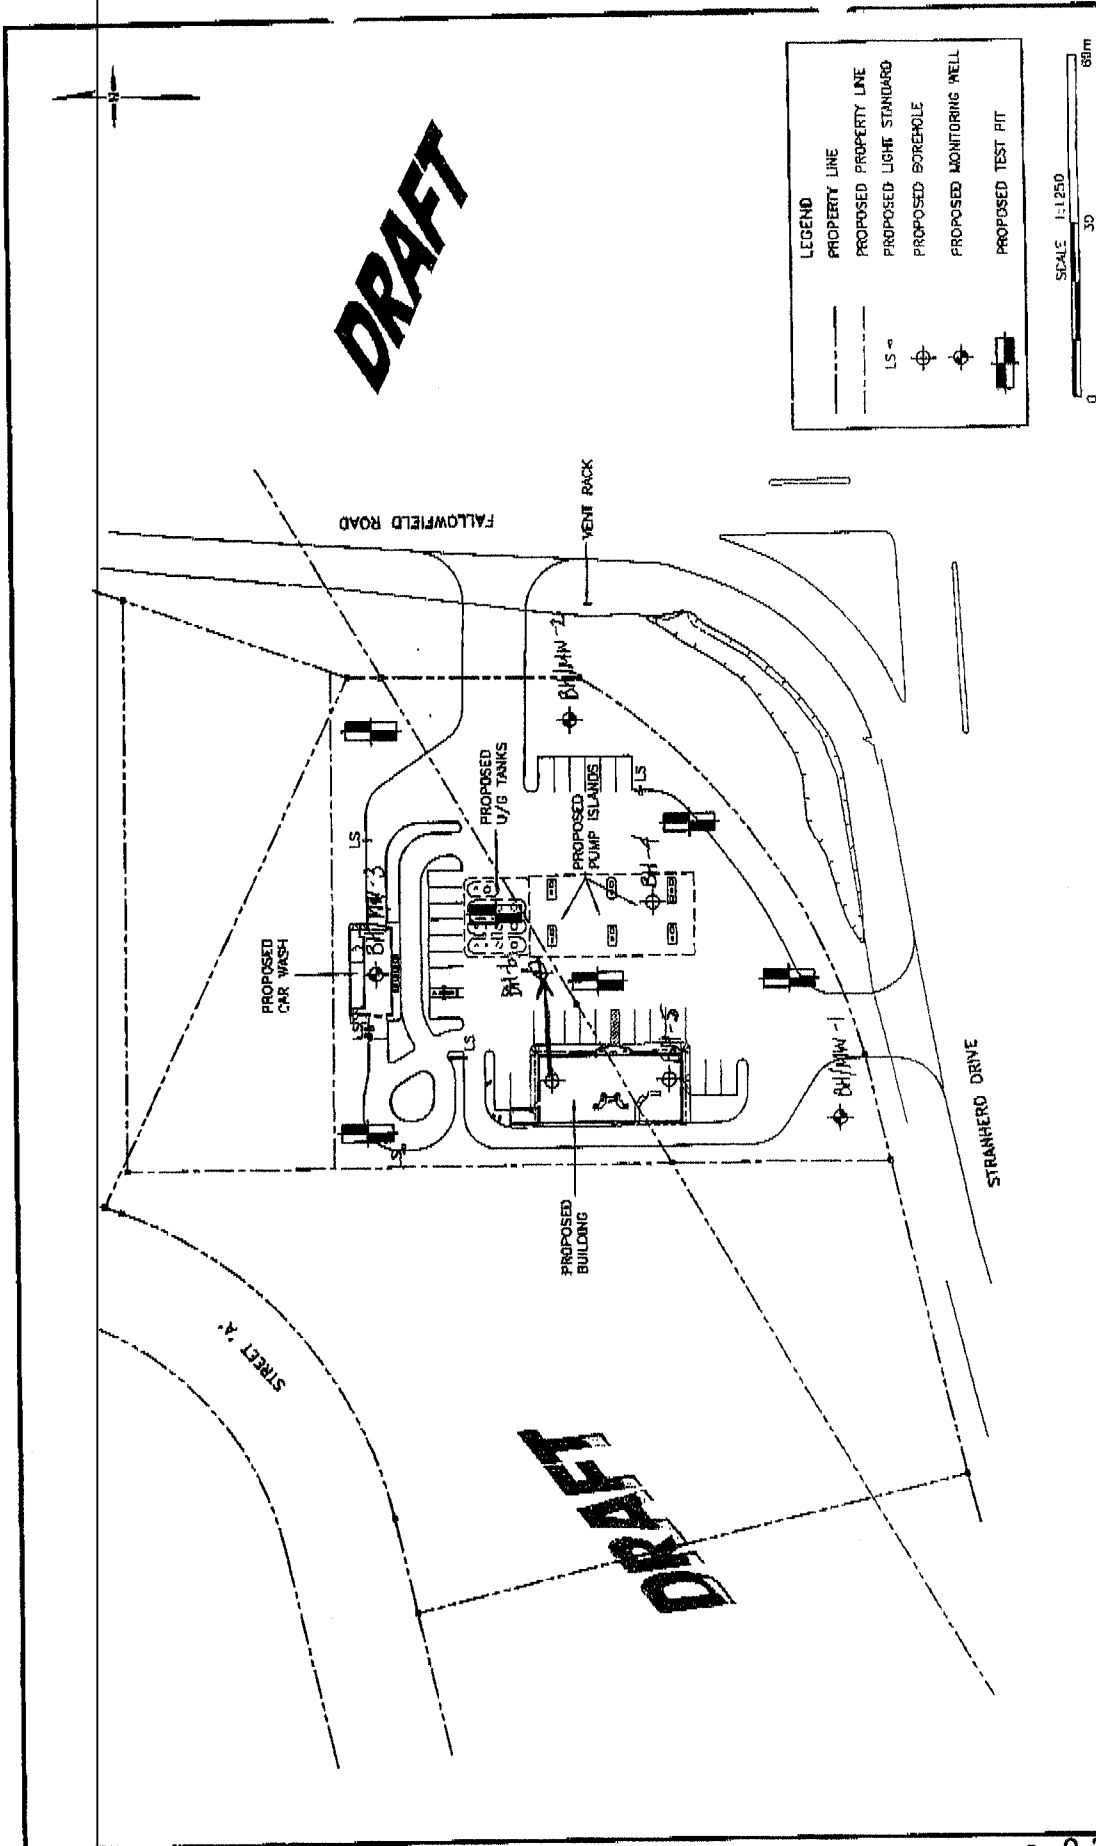 N
DRAFT
LEGEND
PROPERTY LINE
PROPOSED PROPERTY LINE
LS PROPOSED LIGHT STANDARD
PROPOSED BOREHOLE
PROPOSED MONITORING WELL
PROPOSED TEST PIT
SCALE 1:1250
0 30 60m
FALLOWFIELD ROAD
VENT RACK
BH/MW-2
PROPOSED
U/G TANKS
PROPOSED
PUMP ISLANDS
LS
LS
BH-4
BH/MW-3
PROPOSED
CAR WASH
LS
LS
LS
BH-6
BH/MW-1
PROPOSED
BUILDING
STRANHERD DRIVE
STREET 'A'
DRAFT